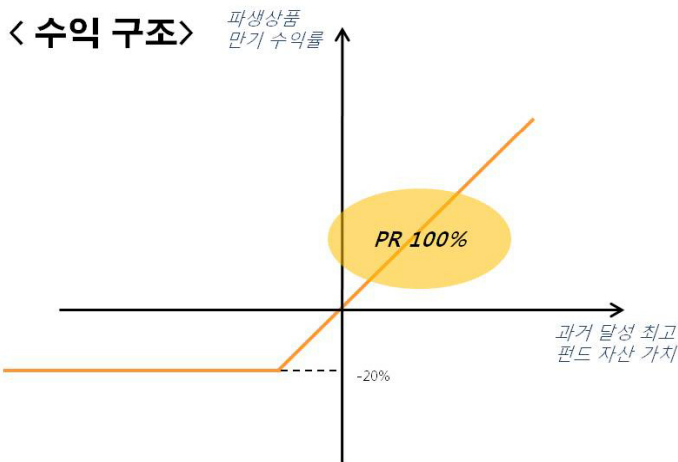 < 수익 구조>
파생상품
만기 수익률
PR 100%
과거 달성 최고
펀드 자산 가치
-20%